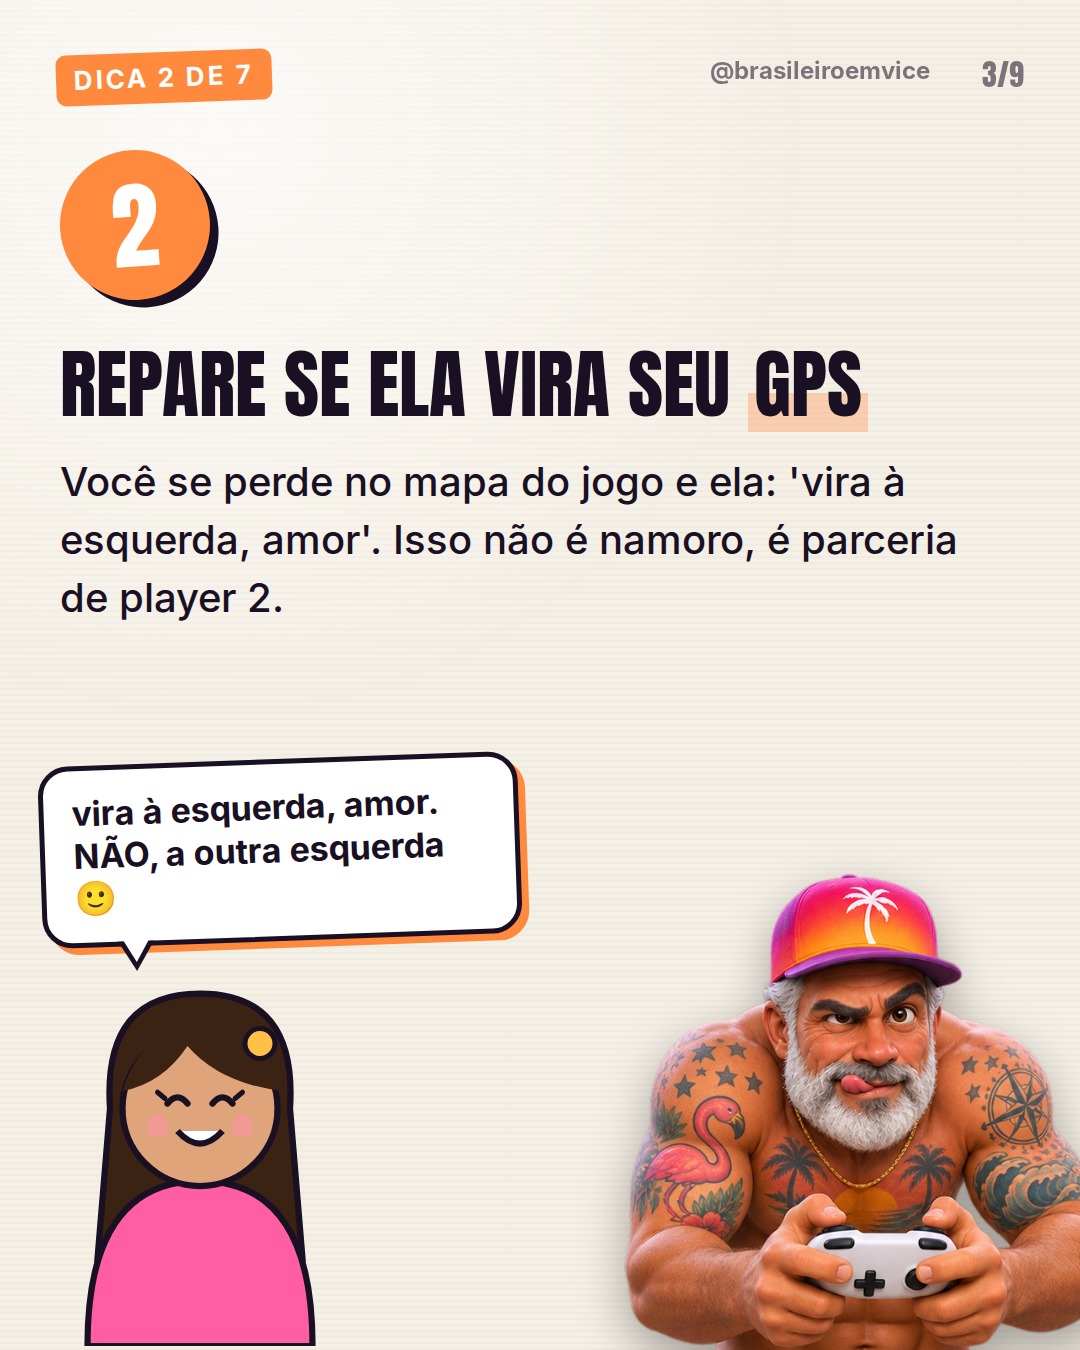 DICA 2 DE 7
@brasileiroemvice
3/9
2
REPARE SE ELA VIRA SEU GPS
Você se perde no mapa do jogo e ela: 'vira à
esquerda, amor'. Isso não é namoro, é parceria
de player 2.
vira à esquerda, amor.
NÃO, a outra esquerda
🙂